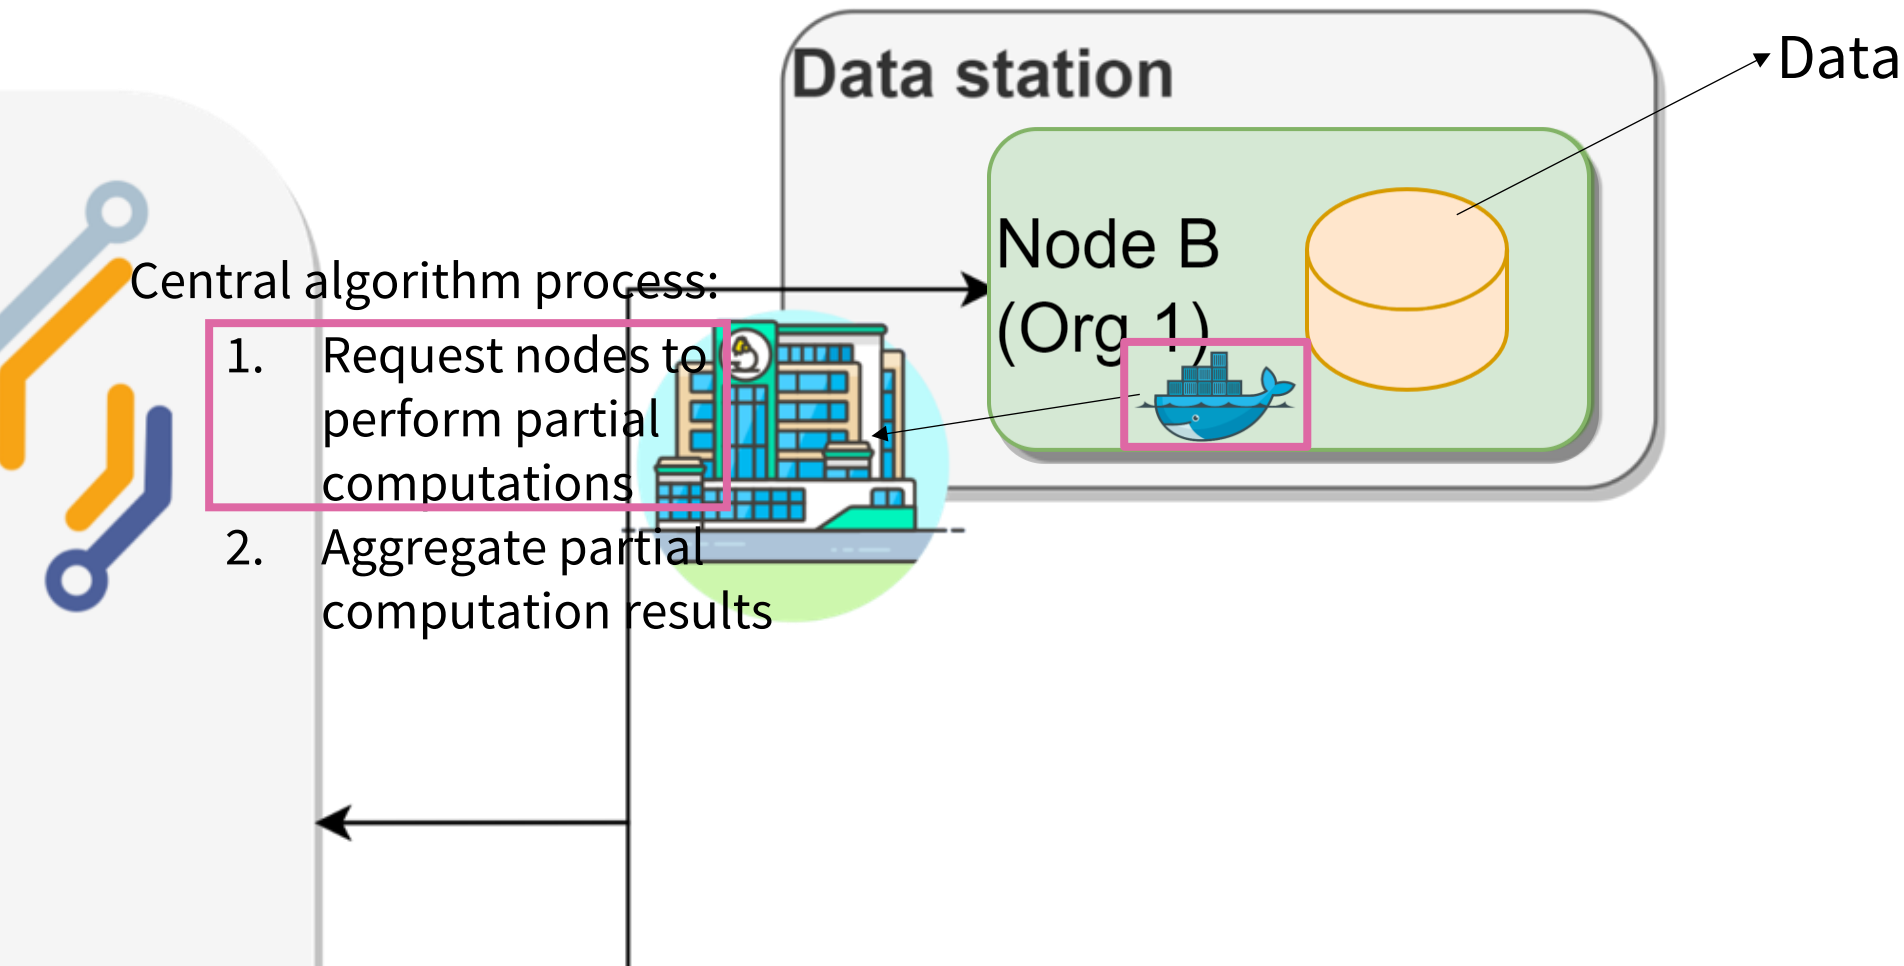 Data station
Data
Node B
(Org 1)
Central algorithm process:
1. Request nodes to
perform partial
computations
2. Aggregate partial
computation results